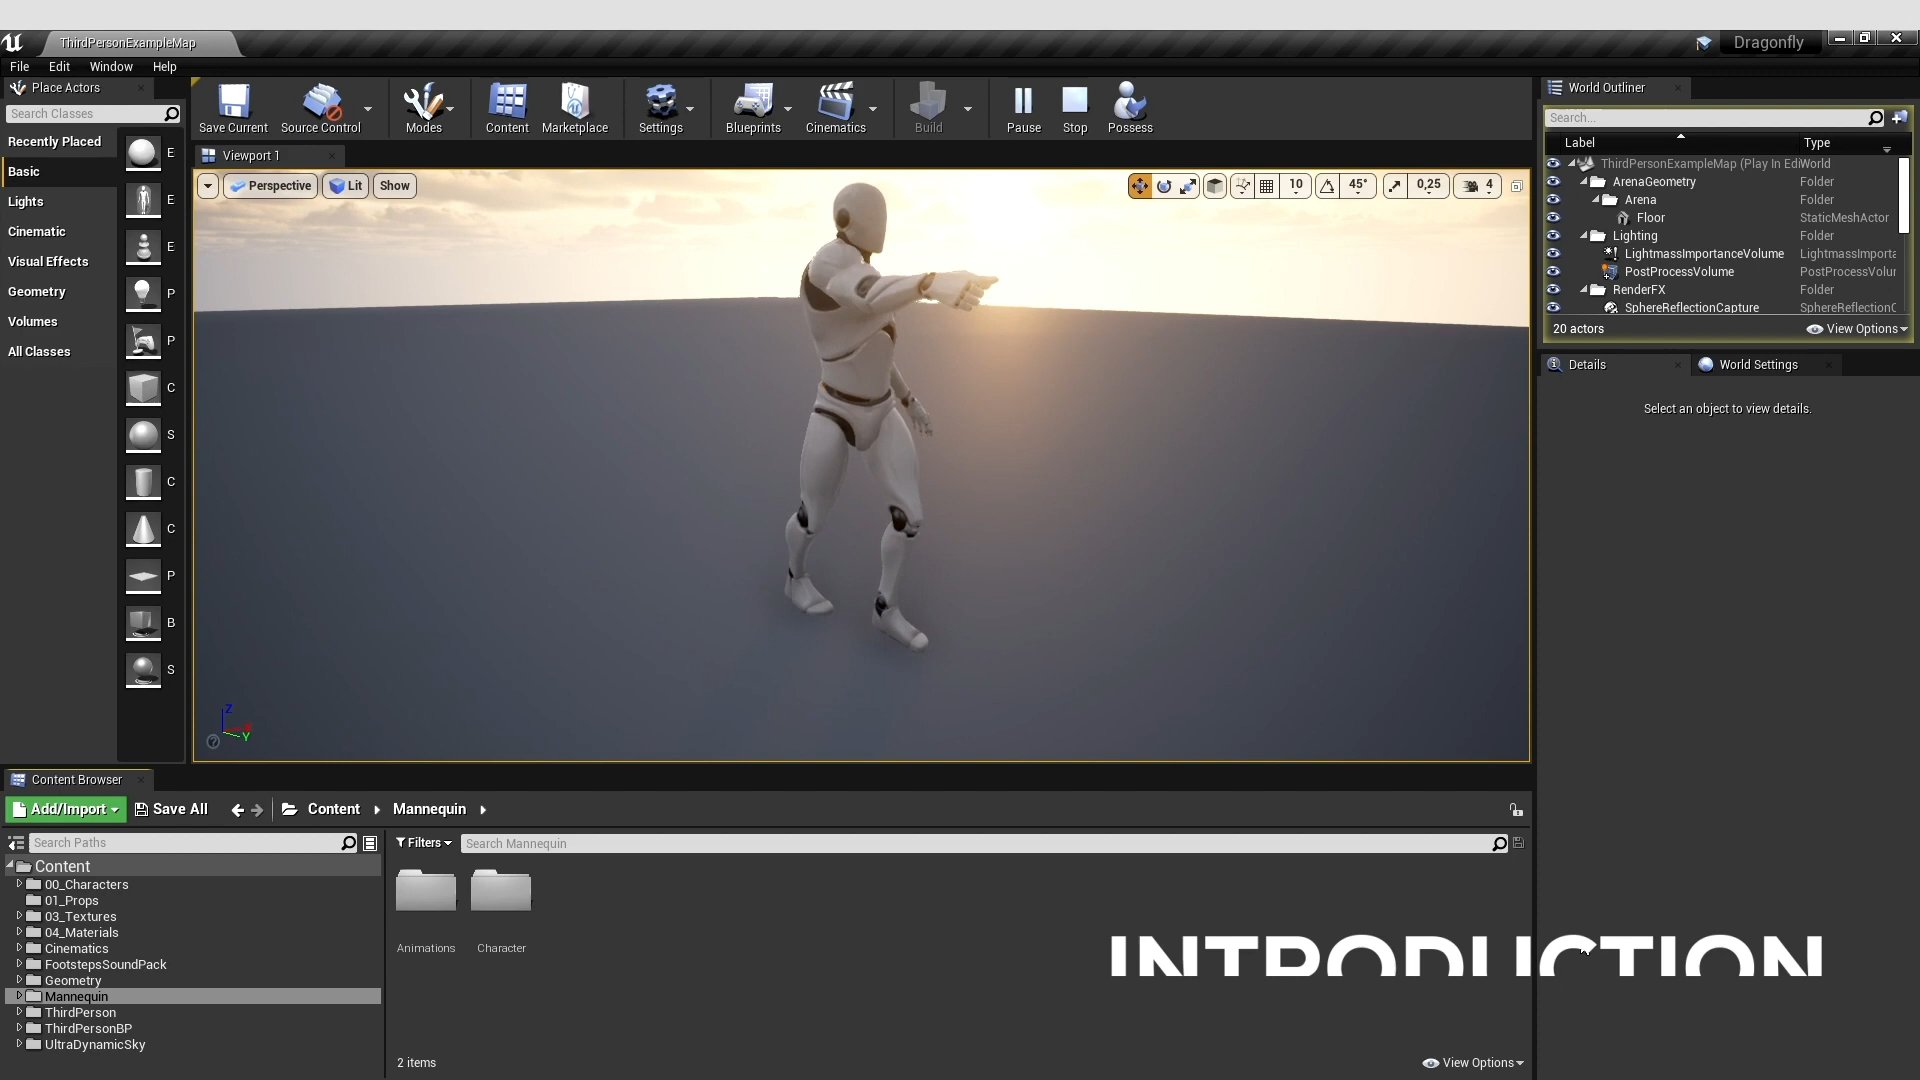 ThirdPersonExampleMap
Dragonfly
File Edit Window Help
Place Actors
Search Classes
Recently Placed
Basic
Lights
Cinematic
Visual Effects
Geometry
Volumes
All Classes
E
E
E
P
P
C
S
C
C
P
B
S
Save Current
Source Control
Modes
Content
Marketplace
Settings
Blueprints
Cinematics
Build
Pause
Stop
Possess
Viewport 1
Perspective
Lit
Show
10
45°
0,25
4
Z
Y
World Outliner
Search...
Label Type
ThirdPersonExampleMap (Play In Edi World
ArenaGeometry Folder
Arena Folder
Floor StaticMeshActor
Lighting Folder
LightmassImportanceVolume LightmassImporta
PostProcessVolume PostProcessVolur
RenderFX Folder
SphereReflectionCapture SphereReflectionC
20 actors
View Options
Details
World Settings
Select an object to view details.
Content Browser
Add/Import
Save All
Content
Mannequin
Search Paths
Filters
Search Mannequin
Content
00_Characters
01_Props
03_Textures
04_Materials
Cinematics
FootstepsSoundPack
Geometry
Mannequin
ThirdPerson
ThirdPersonBP
UltraDynamicSky
Animations
Character
INTRODUCTION
2 items
View Options